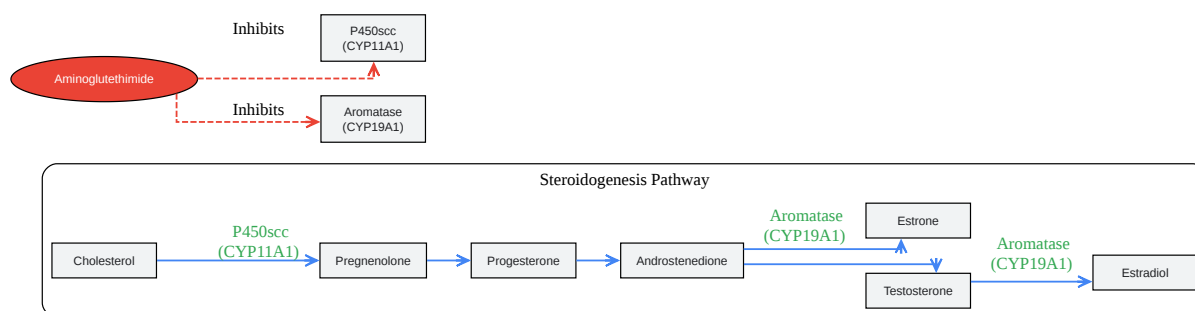 Inhibits
P450scc
(CYP11A1)
Aminoglutethimide
Inhibits
Aromatase
(CYP19A1)
Steroidogenesis Pathway
Cholesterol
P450scc
(CYP11A1)
Pregnenolone
Progesterone
Androstenedione
Aromatase
(CYP19A1)
Estrone
Testosterone
Aromatase
(CYP19A1)
Estradiol